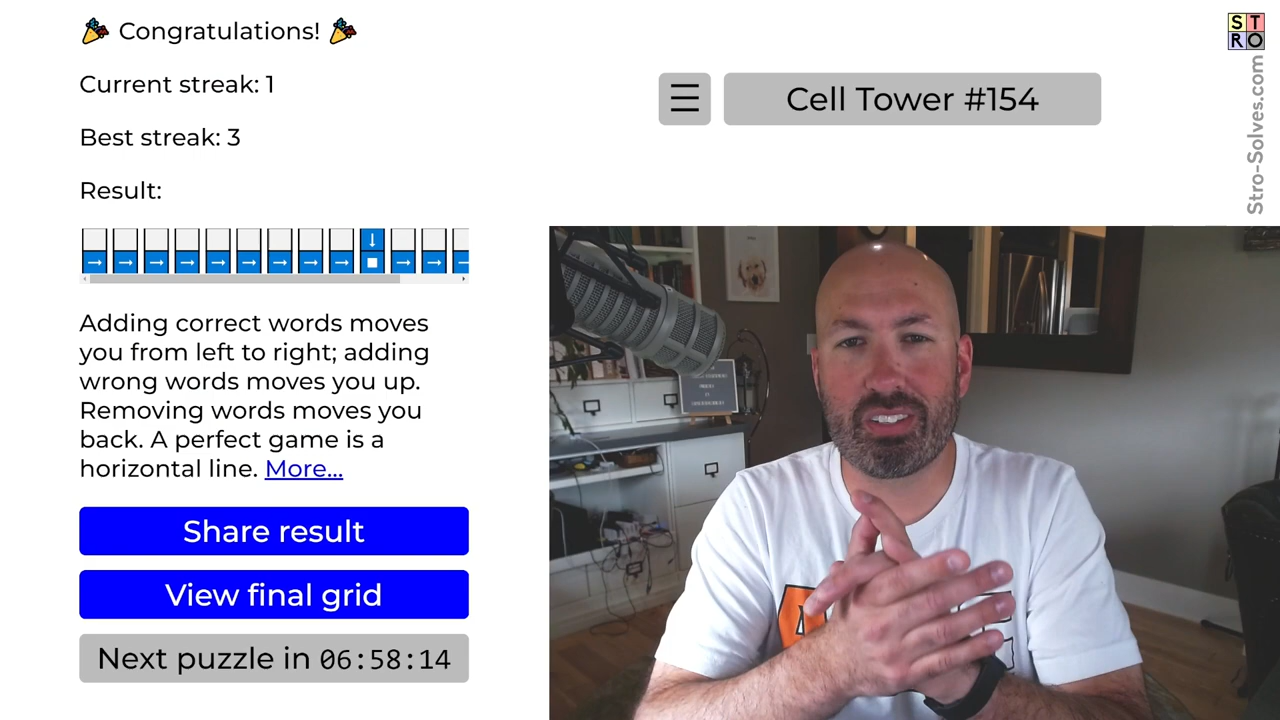 🎉 Congratulations! 🎉
Current streak: 1
Best streak: 3
Result:
Adding correct words moves
you from left to right; adding
wrong words moves you up.
Removing words moves you
back. A perfect game is a
horizontal line. More...
Share result
View final grid
Next puzzle in 06:58:14
☰ Cell Tower #154
ST
RO
Stro-Solves.com